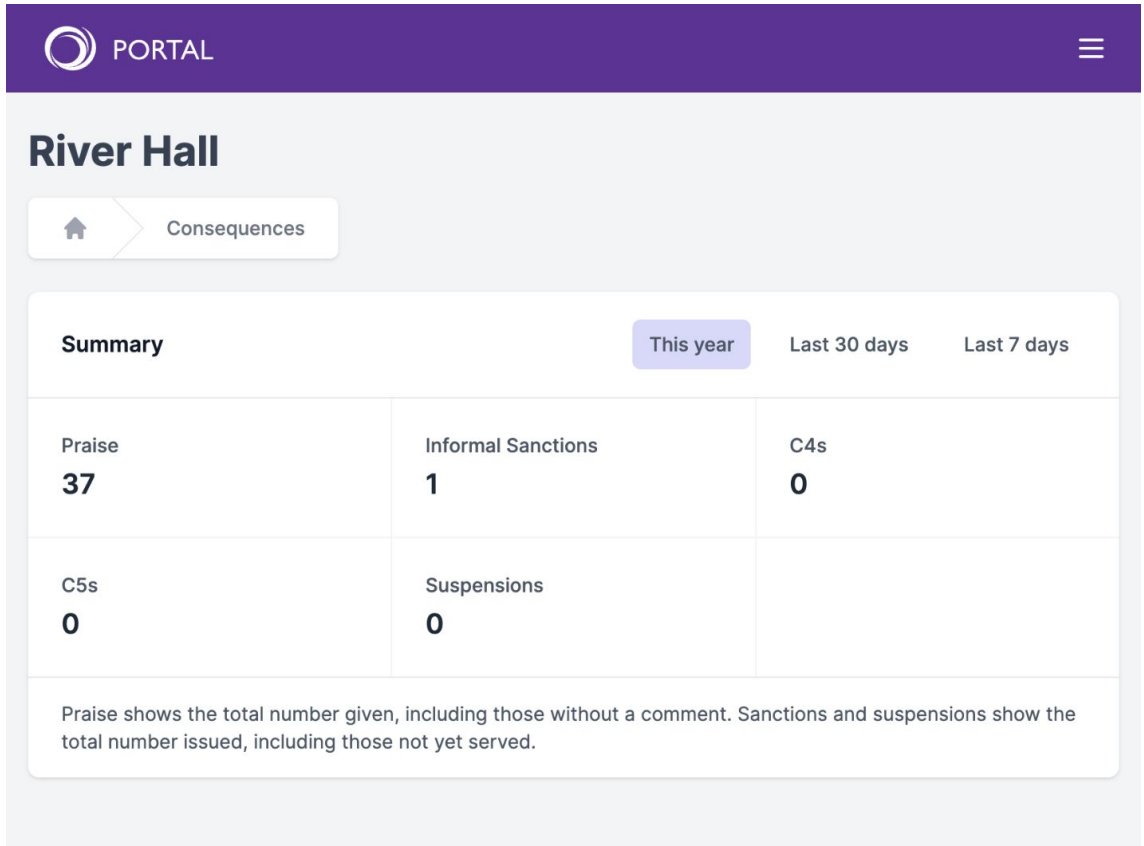 PORTAL
River Hall
Consequences
Summary
This year
Last 30 days
Last 7 days
Praise
37
Informal Sanctions
1
C4s
0
C5s
0
Suspensions
0
Praise shows the total number given, including those without a comment. Sanctions and suspensions show the
total number issued, including those not yet served.